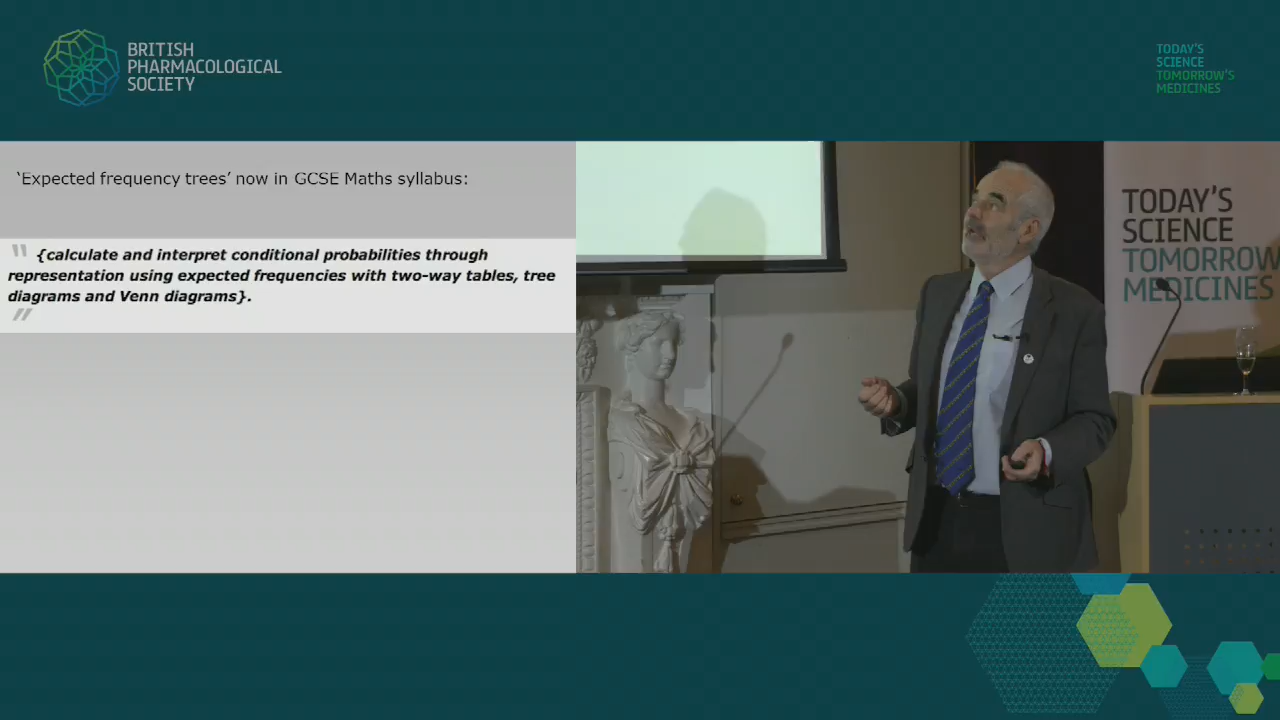 BRITISH
PHARMACOLOGICAL
SOCIETY
TODAY'S
SCIENCE
TOMORROW'S
MEDICINES
‘Expected frequency trees’ now in GCSE Maths syllabus:
" {calculate and interpret conditional probabilities through
representation using expected frequencies with two-way tables, tree
diagrams and Venn diagrams}.
"
TODAY'S
SCIENCE
TOMORROW
MEDICINES